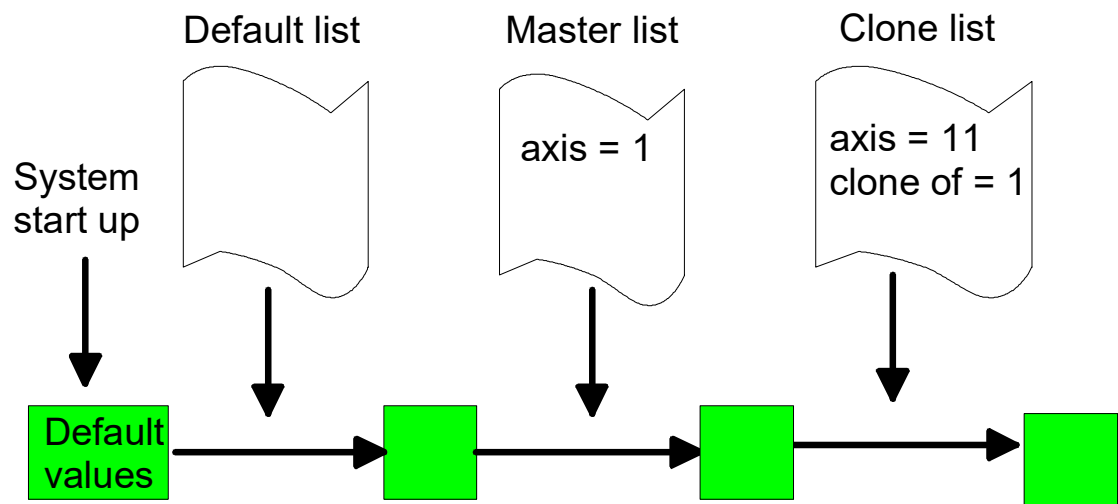 Default list
Master list
Clone list
axis = 1
axis = 11
clone of = 1
System
start up
Default
values